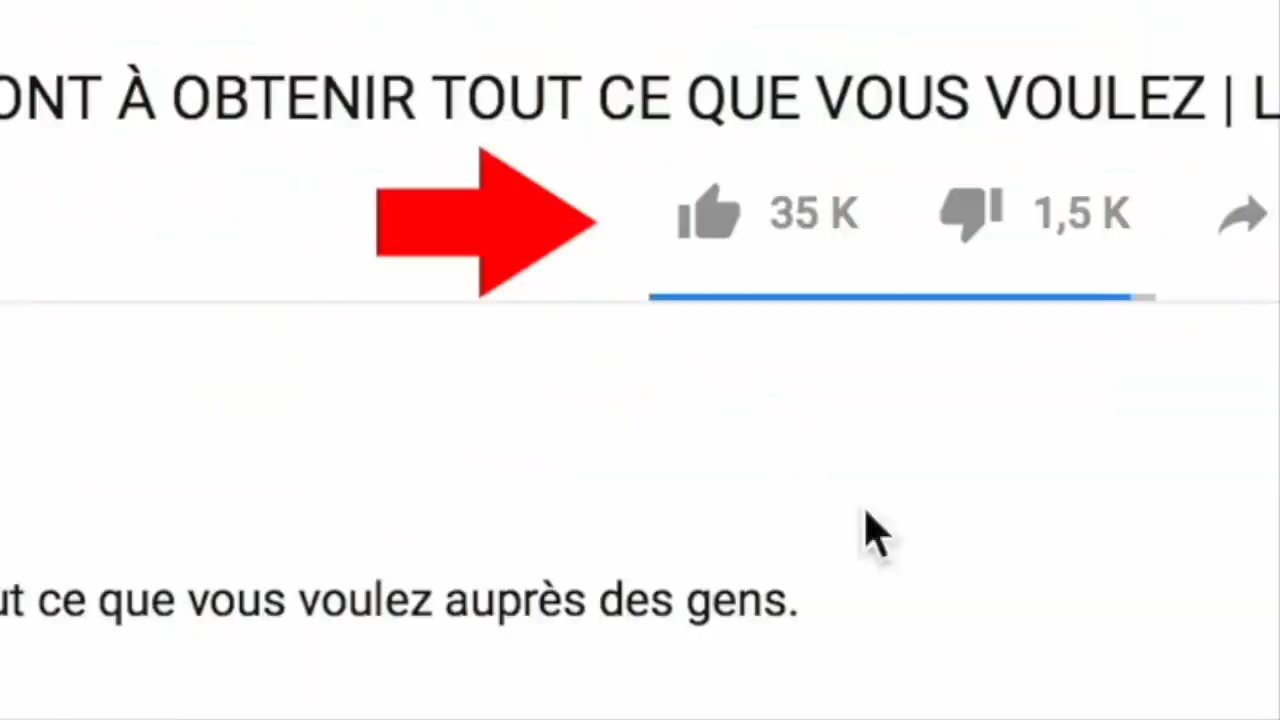 ONT À OBTENIR TOUT CE QUE VOUS VOULEZ | L
35 K 1,5 K
ut ce que vous voulez auprès des gens.